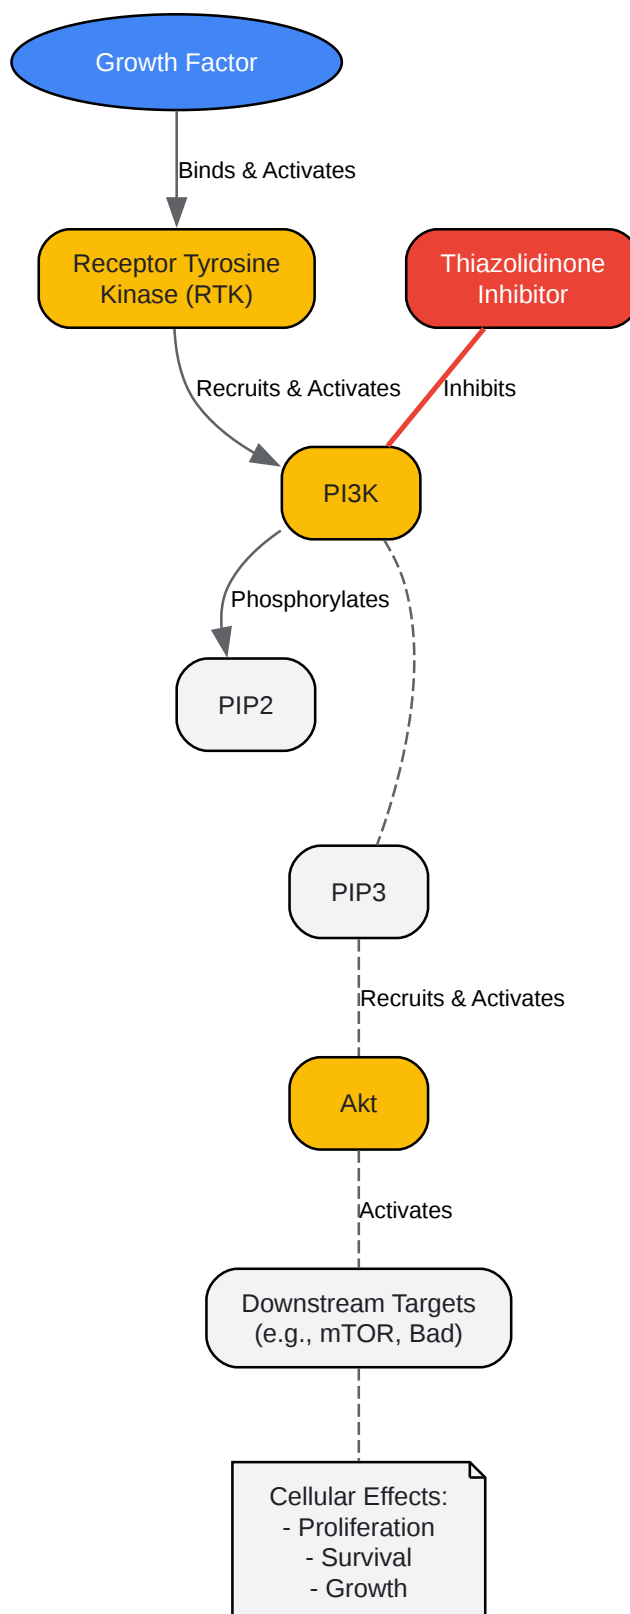 Growth Factor
Binds & Activates
Receptor Tyrosine
Kinase (RTK)
Thiazolidinone
Inhibitor
Recruits & Activates
Inhibits
PI3K
Phosphorylates
PIP2
PIP3
Recruits & Activates
Akt
Activates
Downstream Targets
(e.g., mTOR, Bad)
Cellular Effects:
- Proliferation
- Survival
- Growth